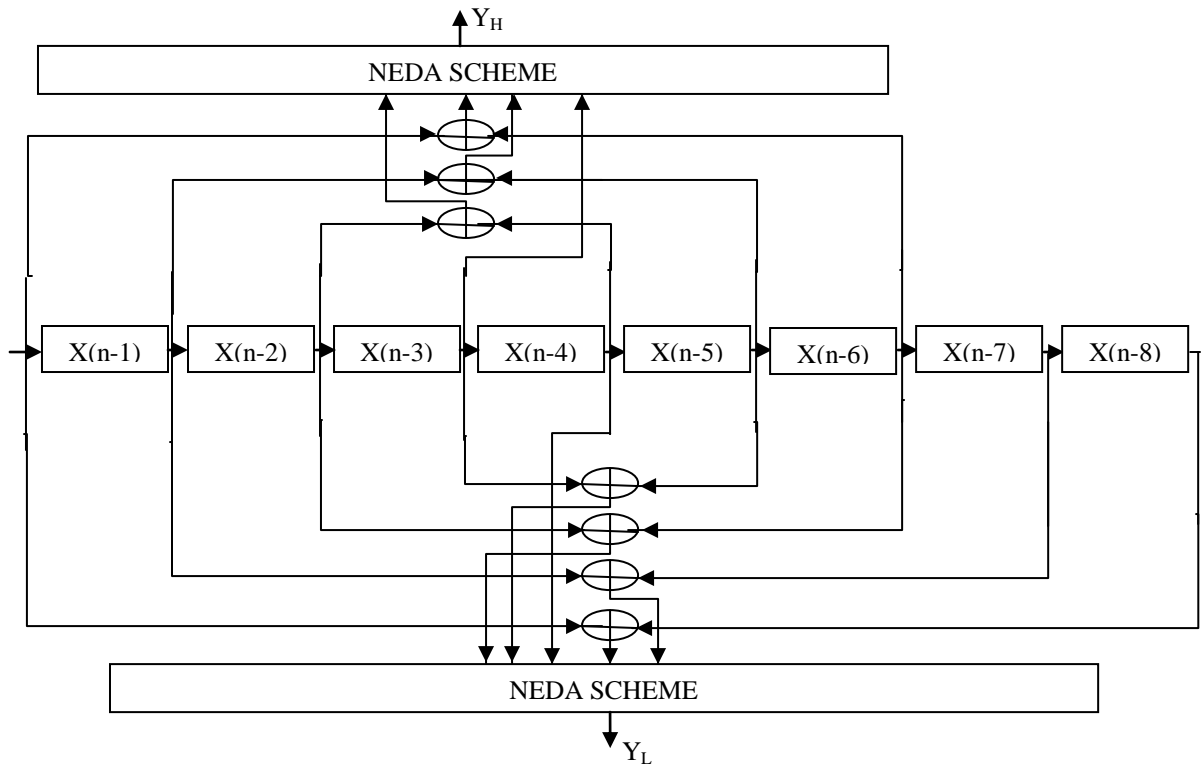 Y_H
NEDA SCHEME
X(n-1) X(n-2) X(n-3) X(n-4) X(n-5) X(n-6) X(n-7) X(n-8)
NEDA SCHEME
Y_L